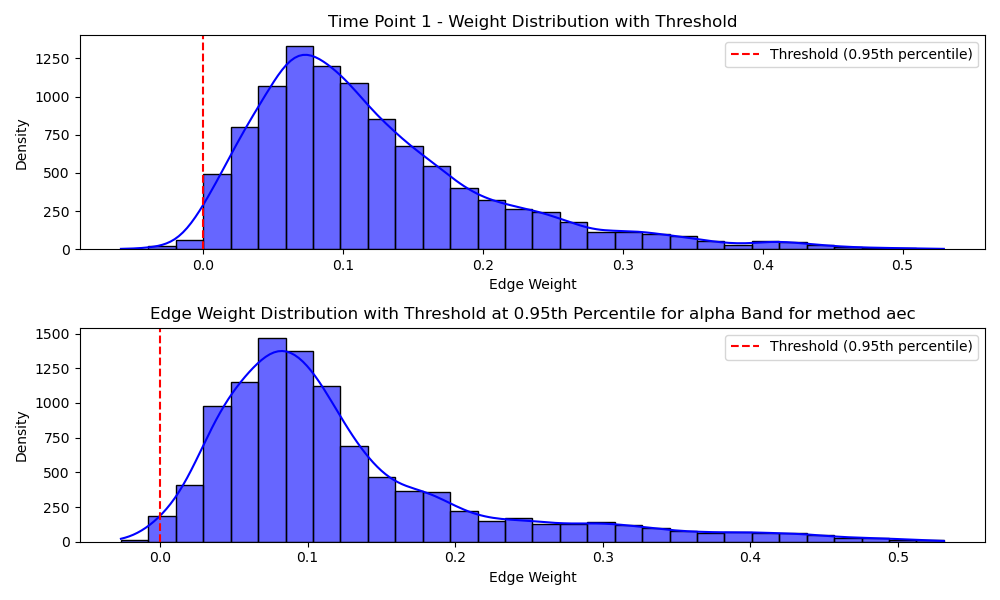 Time Point 1 - Weight Distribution with Threshold
Threshold (0.95th percentile)
Density
1250
1000
750
500
250
0
0.0 0.1 0.2 0.3 0.4 0.5
Edge Weight
Edge Weight Distribution with Threshold at 0.95th Percentile for alpha Band for method aec
Threshold (0.95th percentile)
Density
1500
1250
1000
750
500
250
0
0.0 0.1 0.2 0.3 0.4 0.5
Edge Weight